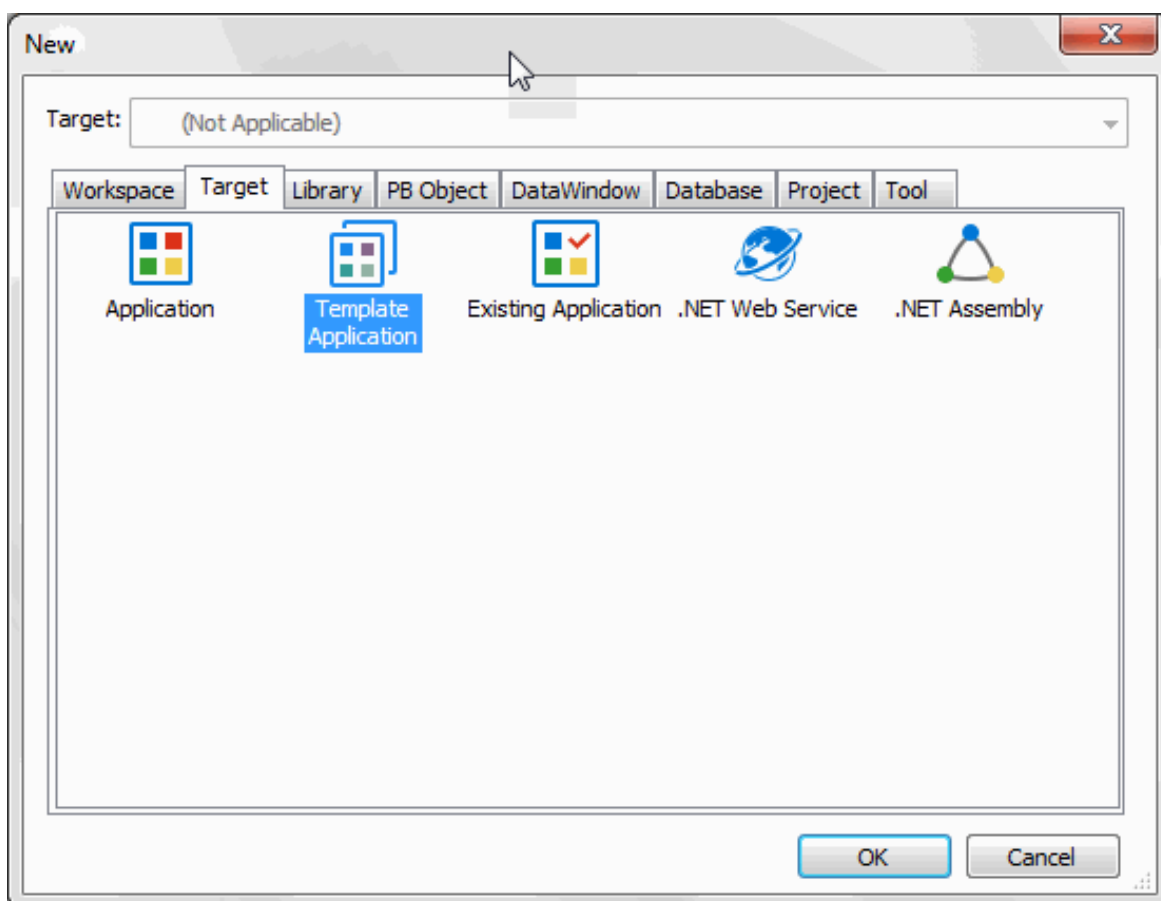 New
Target: (Not Applicable)
Workspace Target Library PB Object DataWindow Database Project Tool
Application Template Existing Application .NET Web Service .NET Assembly
Application
OK Cancel